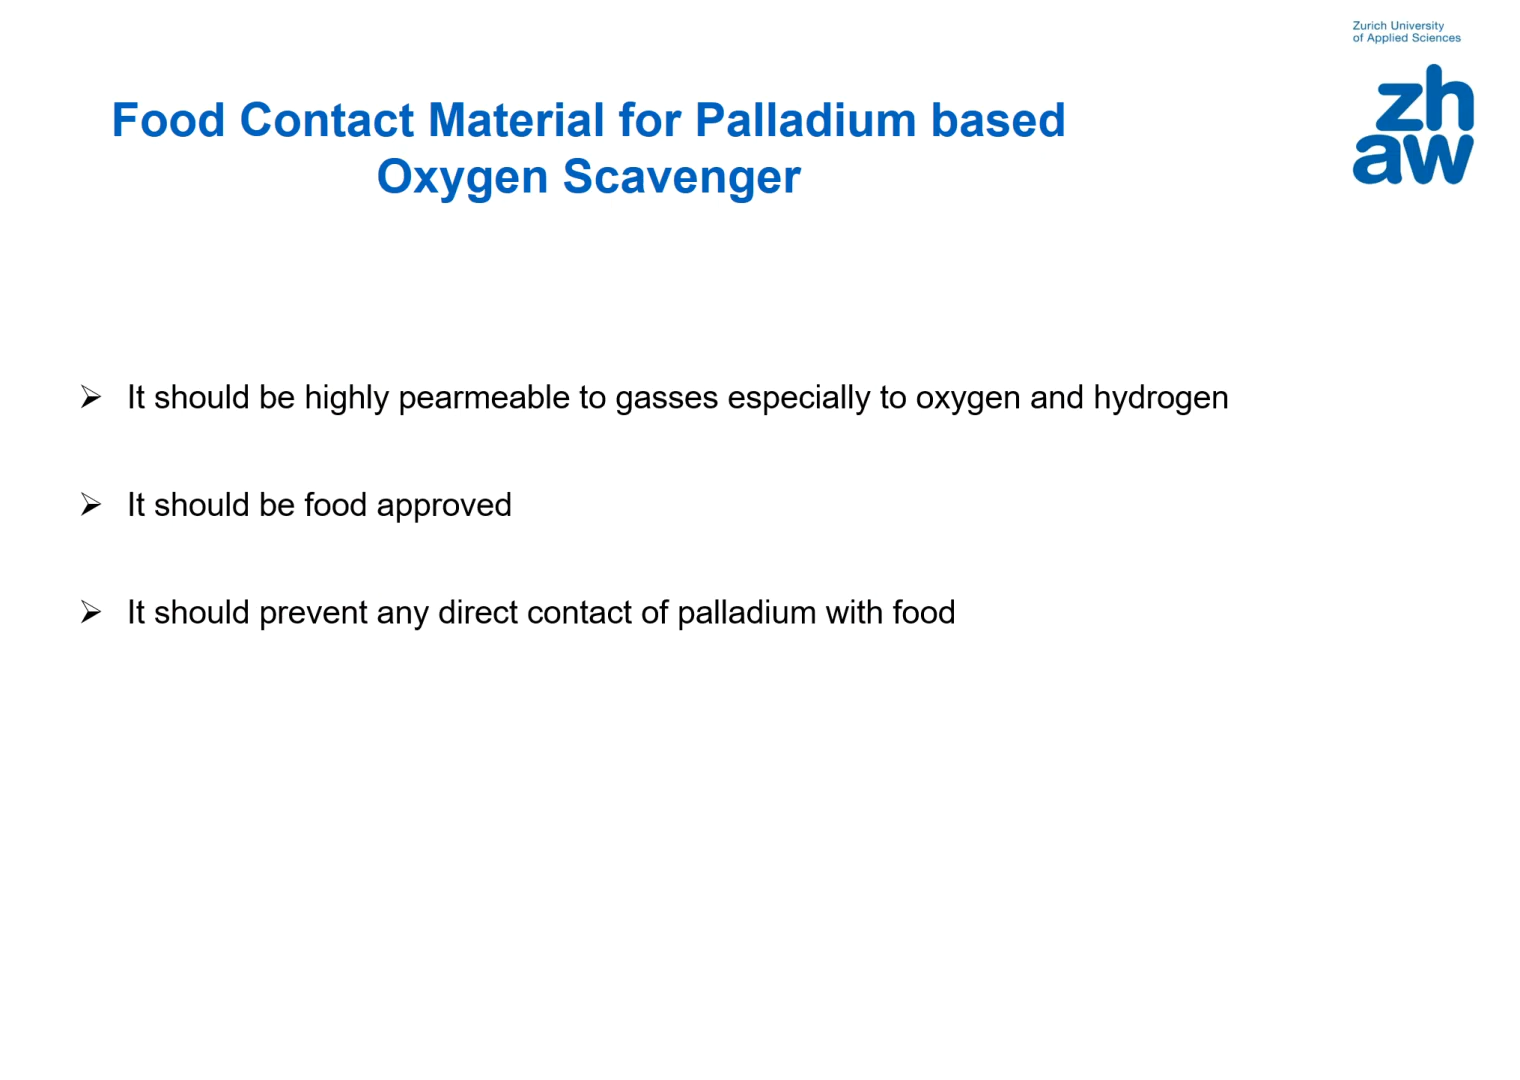 Zurich University
of Applied Sciences
zh
aw
Food Contact Material for Palladium based
Oxygen Scavenger
It should be highly pearmeable to gasses especially to oxygen and hydrogen
It should be food approved
It should prevent any direct contact of palladium with food